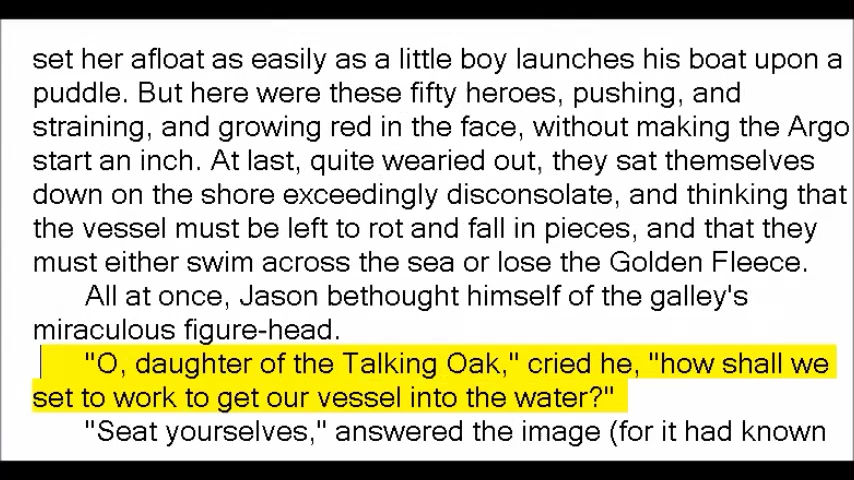 set her afloat as easily as a little boy launches his boat upon a
puddle. But here were these fifty heroes, pushing, and
straining, and growing red in the face, without making the Argo
start an inch. At last, quite wearied out, they sat themselves
down on the shore exceedingly disconsolate, and thinking that
the vessel must be left to rot and fall in pieces, and that they
must either swim across the sea or lose the Golden Fleece.
All at once, Jason bethought himself of the galley's
miraculous figure-head.
"O, daughter of the Talking Oak," cried he, "how shall we
set to work to get our vessel into the water?"
"Seat yourselves," answered the image (for it had known